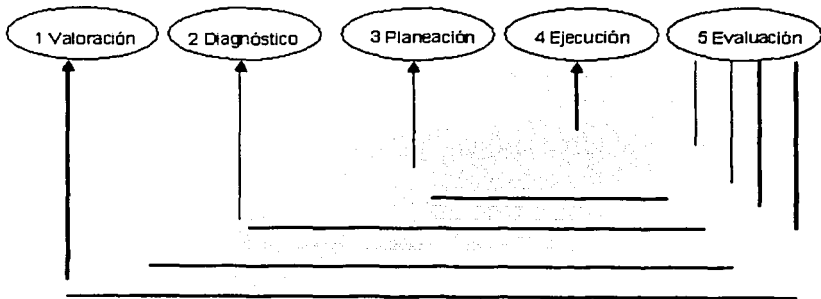 1 Valoración
2 Diagnóstico
3 Planeación
4 Ejecución
5 Evaluación